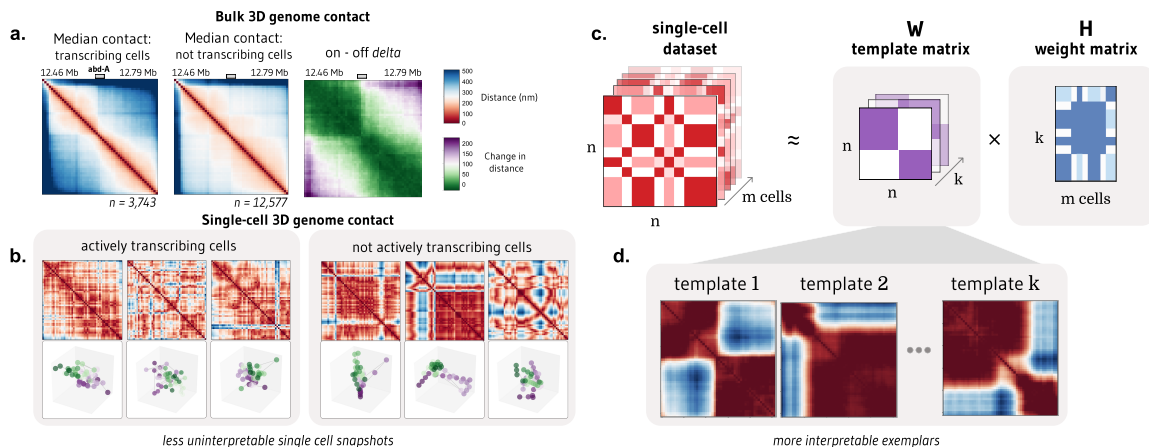 Bulk 3D genome contact
a.
Median contact:
transcribing cells
Median contact:
not transcribing cells
on - off delta
12.46 Mb
abd-A
12.79 Mb
12.46 Mb
12.79 Mb
12.46 Mb
12.79 Mb
500
400
300
200
100
0
Distance (nm)
200
150
100
50
0
Change in
distance
n = 3,743
n = 12,577
Single-cell 3D genome contact
b.
actively transcribing cells
not actively transcribing cells
less uninterpretable single cell snapshots
c.
single-cell
dataset
n
n
m cells
≈
W
template matrix
n
n
k
×
H
weight matrix
k
m cells
d.
template 1
template 2
template k
more interpretable exemplars